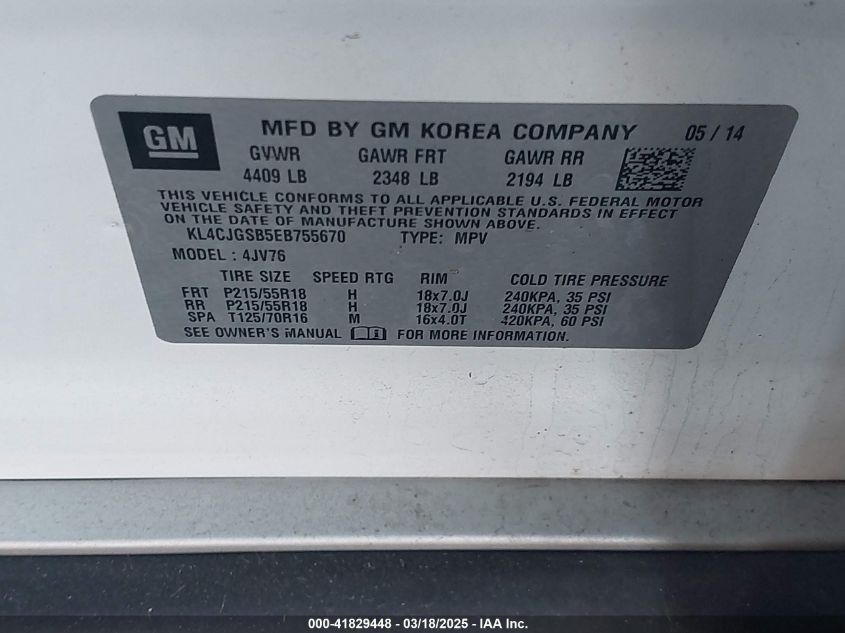 GM MFD BY GM KOREA COMPANY 05 / 14
GVWR GAWR FRT GAWR RR
4409 LB 2348 LB 2194 LB
THIS VEHICLE CONFORMS TO ALL APPLICABLE U.S. FEDERAL MOTOR
VEHICLE SAFETY AND THEFT PREVENTION STANDARDS IN EFFECT
ON THE DATE OF MANUFACTURE SHOWN ABOVE.
KL4CJGSB5EB755670 TYPE: MPV
MODEL : 4JV76
TIRE SIZE SPEED RTG RIM COLD TIRE PRESSURE
FRT P215/55R18 H 18x7.0J 240KPA, 35 PSI
RR P215/55R18 H 18x7.0J 240KPA, 35 PSI
SPA T125/70R16 M 16x4.0T 420KPA, 60 PSI
SEE OWNER'S MANUAL FOR MORE INFORMATION.
000-41829448 - 03/18/2025 - IAA Inc.